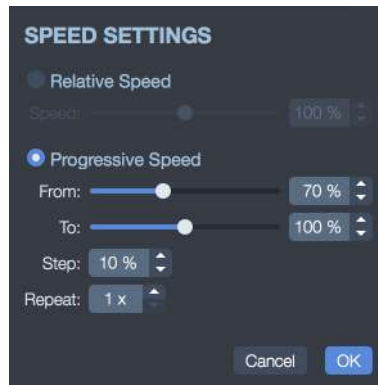 SPEED SETTINGS
Relative Speed
Speed: 100 %
Progressive Speed
From: 70 %
To: 100 %
Step: 10 %
Repeat: 1 x
Cancel OK